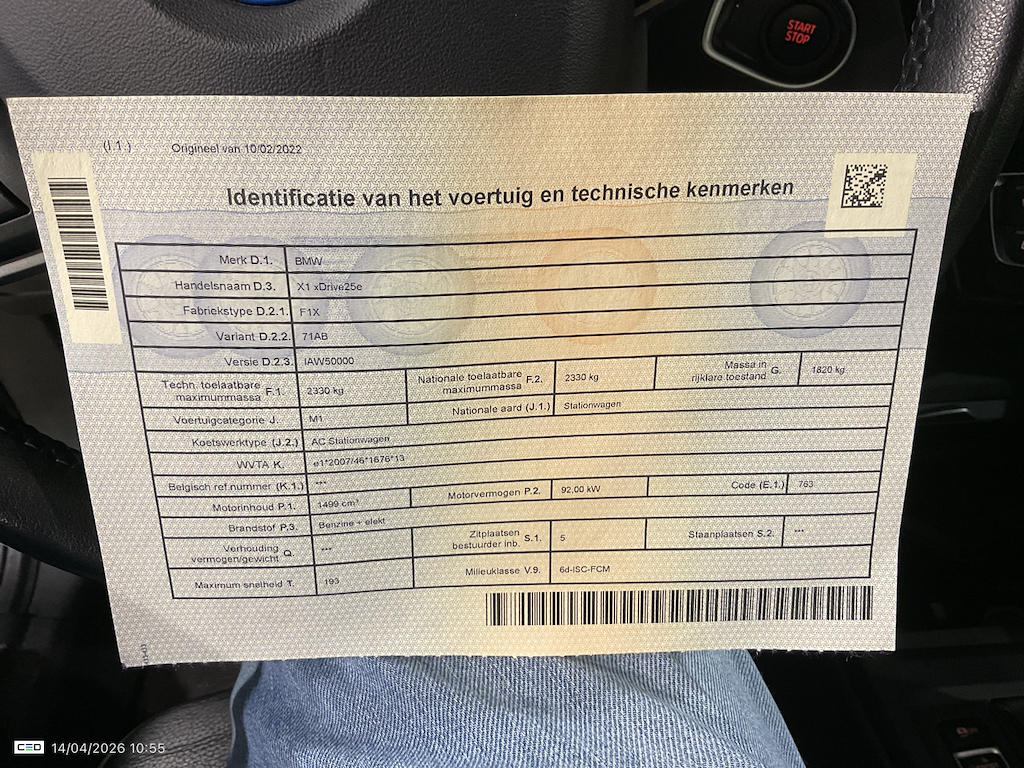 START
STOP
(I.1.) Origineel van 10/02/2022
Identificatie van het voertuig en technische kenmerken
Merk D.1. BMW
Handelsnaam D.3. X1 xDrive25e
Fabriekstype D.2.1. F1X
Variant D.2.2. 71AB
Versie D.2.3. IAW50000
Techn. toelaatbare maximummassa F.1. 2330 kg Nationale toelaatbare maximummassa F.2. 2330 kg Massa in rijklare toestand G. 1820 kg
Voertuigcategorie J. M1 Nationale aard (J.1.) Stationwagen
Koetswerktype (J.2.) AC Stationwagen
WVTA K. e1*2007/46*1676*13
Belgisch ref.nummer (K.1.) ---
Motorinhoud P.1. 1499 cm³ Motorvermogen P.2. 92,00 kW Code (E.1.) 763
Brandstof P.3. Benzine + elekt
Verhouding vermogen/gewicht Q. --- Zitplaatsen bestuurder inb. S.1. 5 Staanplaatsen S.2. ---
Maximum snelheid T. 193 Milieuklasse V.9. 6d-ISC-FCM
CEO 14/04/2026 10:55